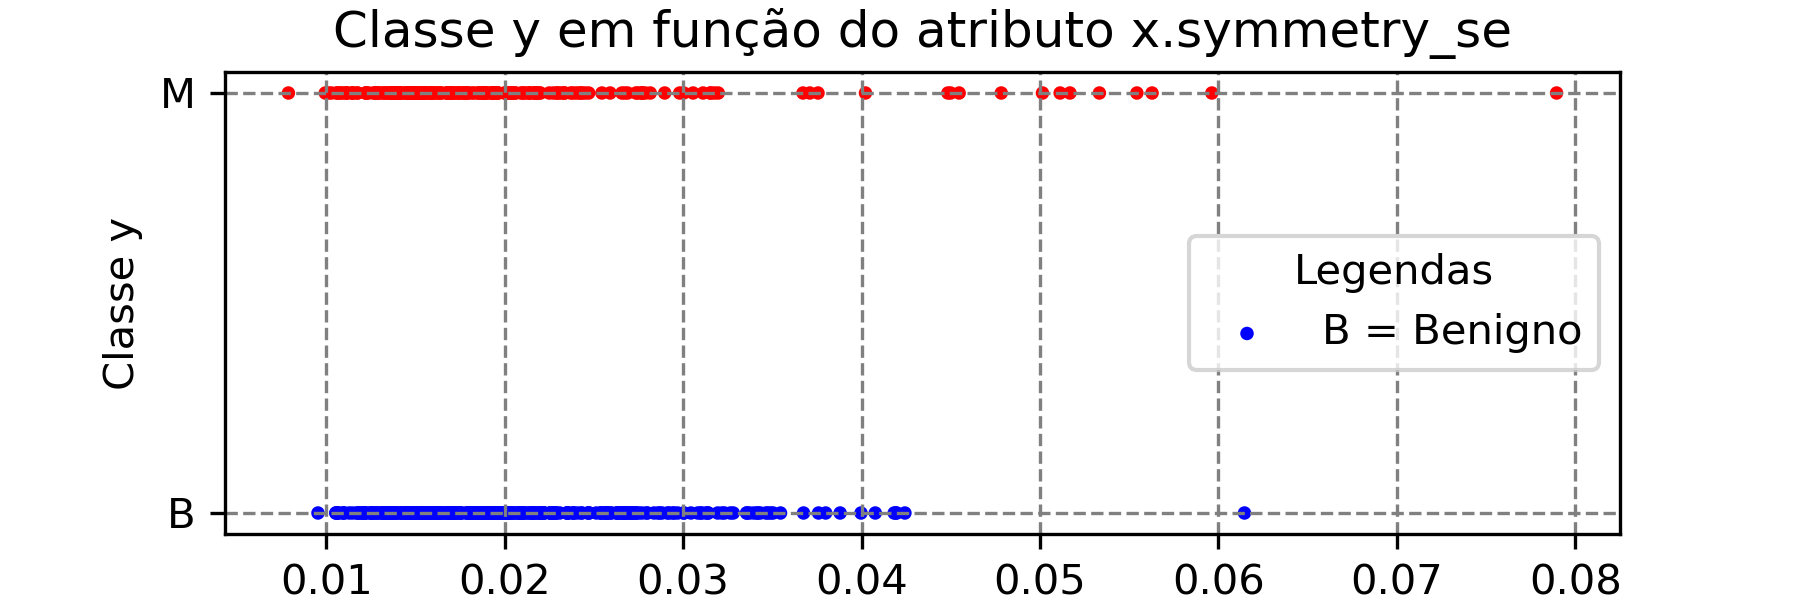 Classe y em função do atributo x.symmetry_se
M
Classe y
Legendas
B = Benigno
B
0.01 0.02 0.03 0.04 0.05 0.06 0.07 0.08